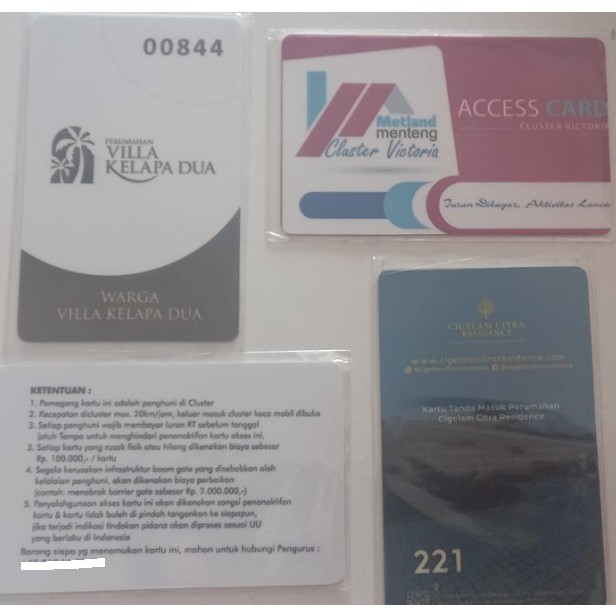 00844
PERUMAHAN
VILLA
KELAPA DUA
WARGA
VILLA KELAPA DUA
Metland
menteng
Cluster Victoria
ACCESS CARD
CLUSTER VICTORIA
Iuran Dibayar, Aktivitas Lancar
KETENTUAN :
1. Pemegang kartu ini adalah penghuni di Cluster
2. Kecepatan dicluster max. 20km/jam, keluar masuk cluster kaca mobil dibuka
3. Setiap penghuni wajib membayar Iuran RT sebelum tanggal
jatuh Tempo untuk menghindari penonaktifan kartu akses ini.
3. Setiap kartu yang rusak fisik atau hilang dikenakan biaya sebesor
Rp. 100.000,- / kartu
4. Segala kerusakan infrastruktur boom gate yang disebabkan oleh
kelalaian penghuni, akan dikenakan biaya perbaikan
(contoh: menabrak barrier gate sebesar Rp. 2.000.000,-)
5. Penyalahgunaan akses kartu ini akan dikenakan sangsi penonaktifan
kartu & kartu tidak boleh di pindah tangankan ke siapapun,
jika terjadi indikasi tindakan pidana akan diproses sesuai UU
yang berlaku di Indonesia
Barang siapa yg menemukan kartu ini, mohon untuk hubungi Pengurus :
CIGELAM CITRA
RESIDENCE
www.cigelamcitraresidence.com
@cigelamcitraresidence @cigelamcitraresidence
Kartu Tanda Masuk Perumahan
Cigelam Citra Residence
221